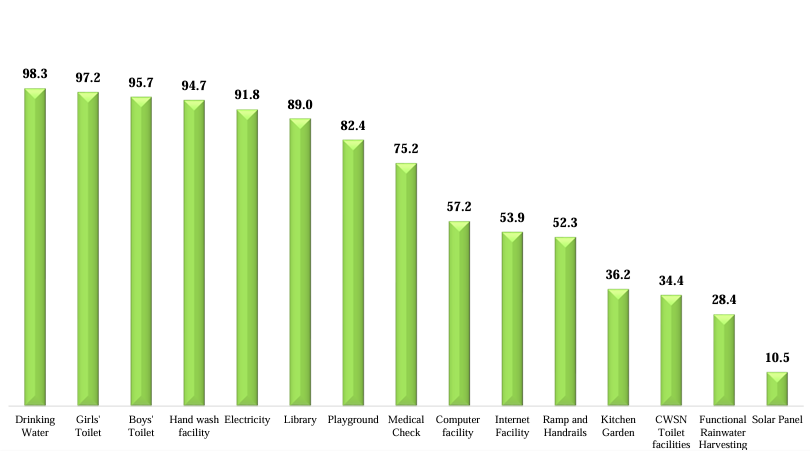 98.3
97.2
95.7
94.7
91.8
89.0
82.4
75.2
57.2
53.9
52.3
36.2
34.4
28.4
10.5
Drinking
Water
Girls'
Toilet
Boys'
Toilet
Hand wash
facility
Electricity
Library
Playground
Medical
Check
Computer
facility
Internet
Facility
Ramp and
Handrails
Kitchen
Garden
CWSN
Toilet
facilities
Functional
Rainwater
Harvesting
Solar Panel